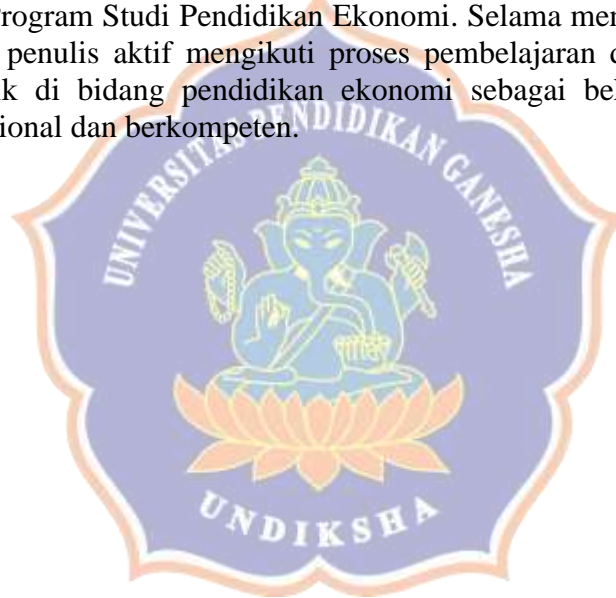 Program Studi Pendidikan Ekonomi. Selama men
penulis aktif mengikuti proses pembelajaran d
k di bidang pendidikan ekonomi sebagai bek
ional dan berkompeten.
UNIVERSITAS PENDIDIKAN GANESHA
UNDIKSHA